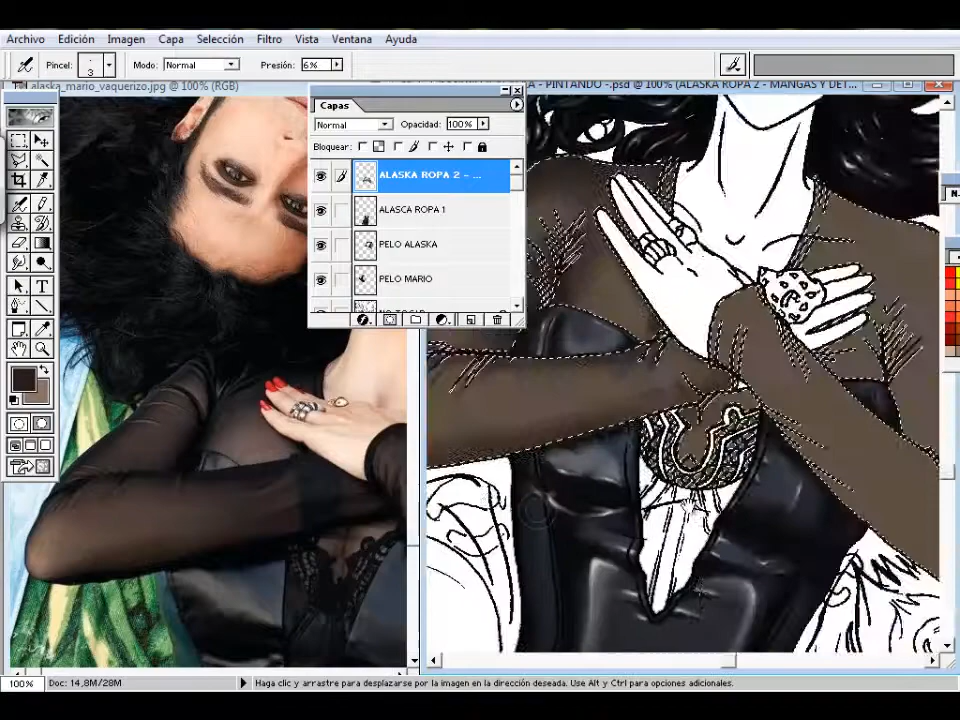 Archivo Edición Imagen Capa Selección Filtro Vista Ventana Ayuda
Pincel: 3 Modo: Normal Presión: 6%
alaska_mario_vaquerizo.jpg @ 100% (RGB)
A - PINTANDO -.psd @ 100% (ALASKA ROPA 2 - MANGAS Y DET...
Capas
Normal Opacidad: 100%
Bloquear:
ALASKA ROPA 2 - ...
ALASCA ROPA 1
PELO ALASKA
PELO MARIO
N.
100% Doc: 14,8M/28M Haga clic y arrastre para desplazarse por la imagen en la dirección deseada. Use Alt y Ctrl para opciones adicionales.